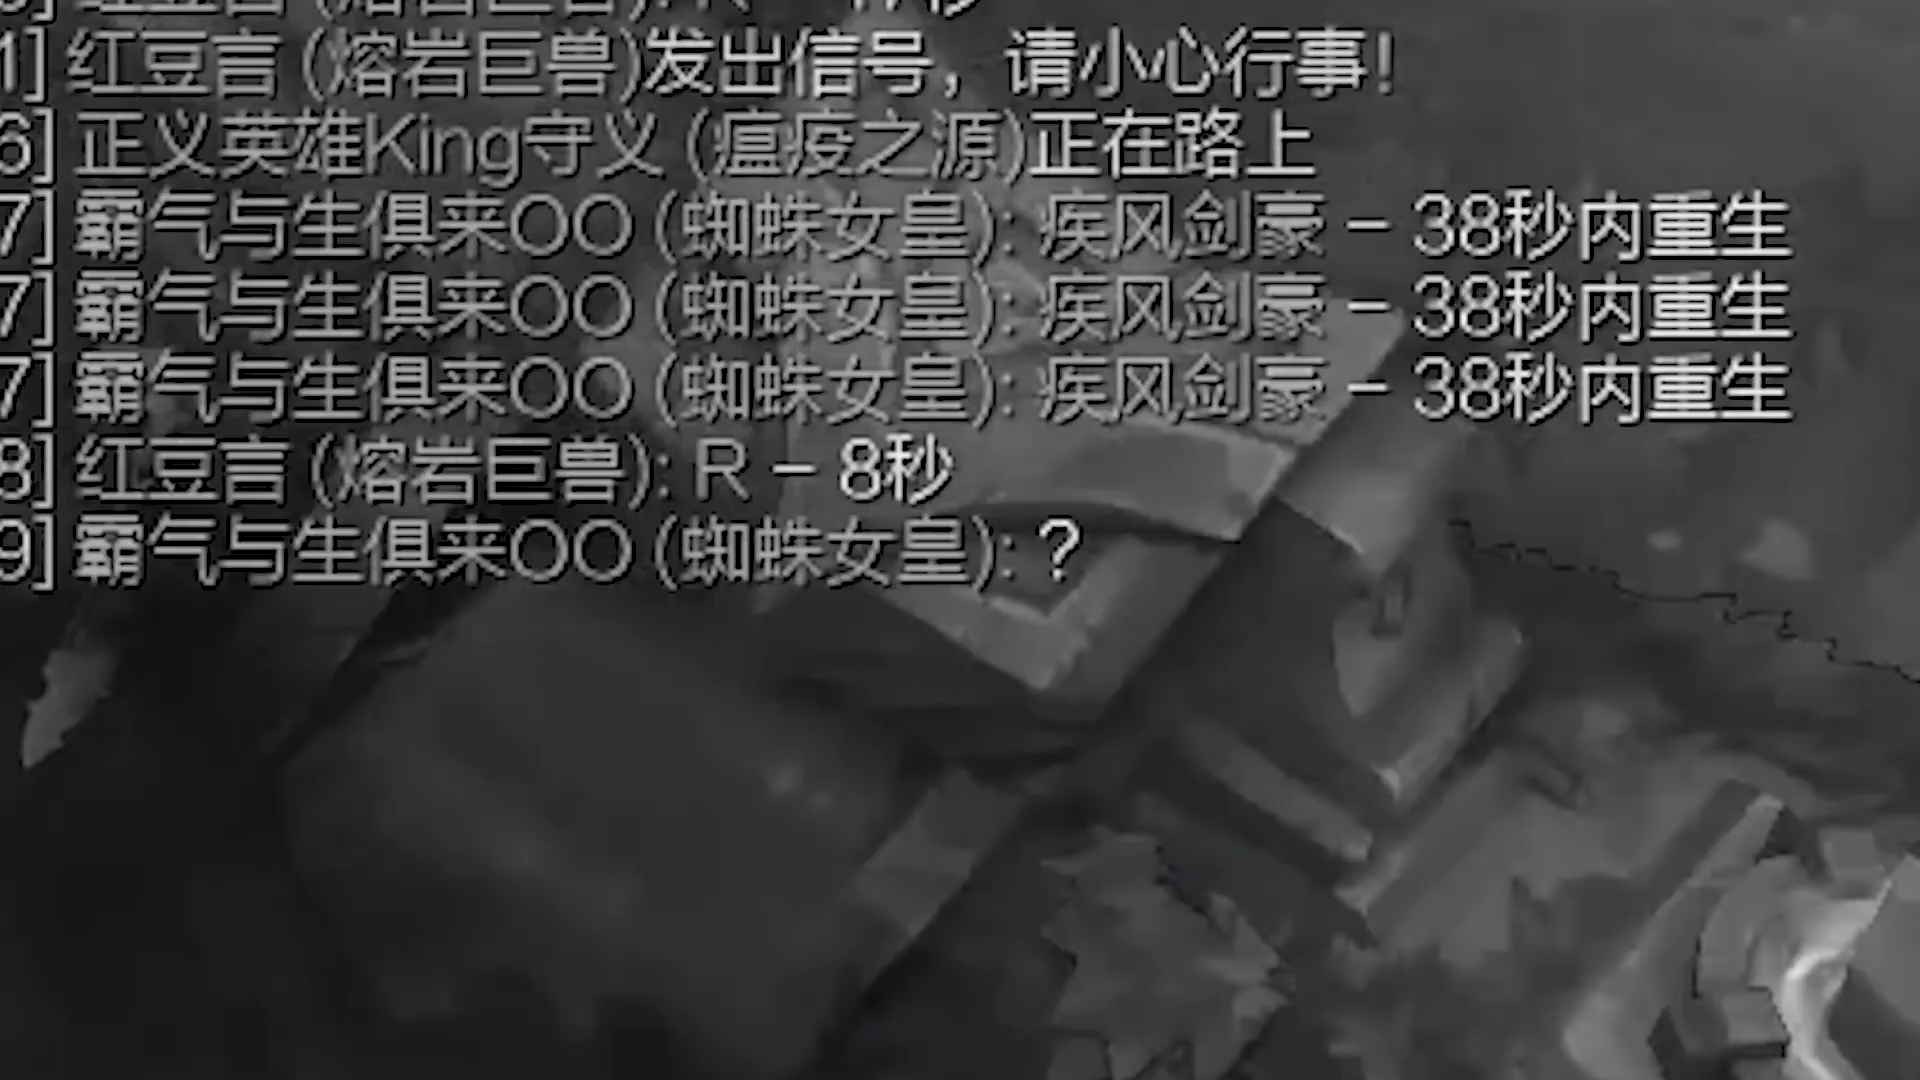 1] 红豆言 (熔岩巨兽)发出信号，请小心行事!
6] 正义英雄King守义 (瘟疫之源)正在路上
7] 霸气与生俱来OO (蜘蛛女皇): 疾风剑豪 - 38秒内重生
7] 霸气与生俱来OO (蜘蛛女皇): 疾风剑豪 - 38秒内重生
7] 霸气与生俱来OO (蜘蛛女皇): 疾风剑豪 - 38秒内重生
8] 红豆言 (熔岩巨兽): R - 8秒
9] 霸气与生俱来OO (蜘蛛女皇): ?